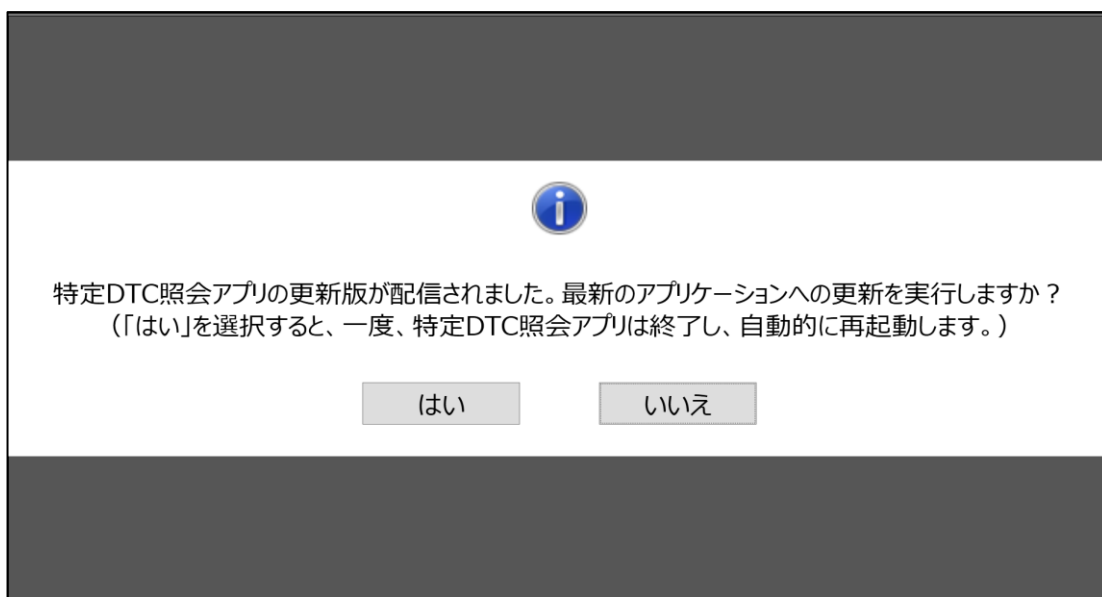 特定DTC照会アプリの更新版が配信されました。最新のアプリケーションへの更新を実行しますか？
（「はい」を選択すると、一度、特定DTC照会アプリは終了し、自動的に再起動します。）
はい
いいえ